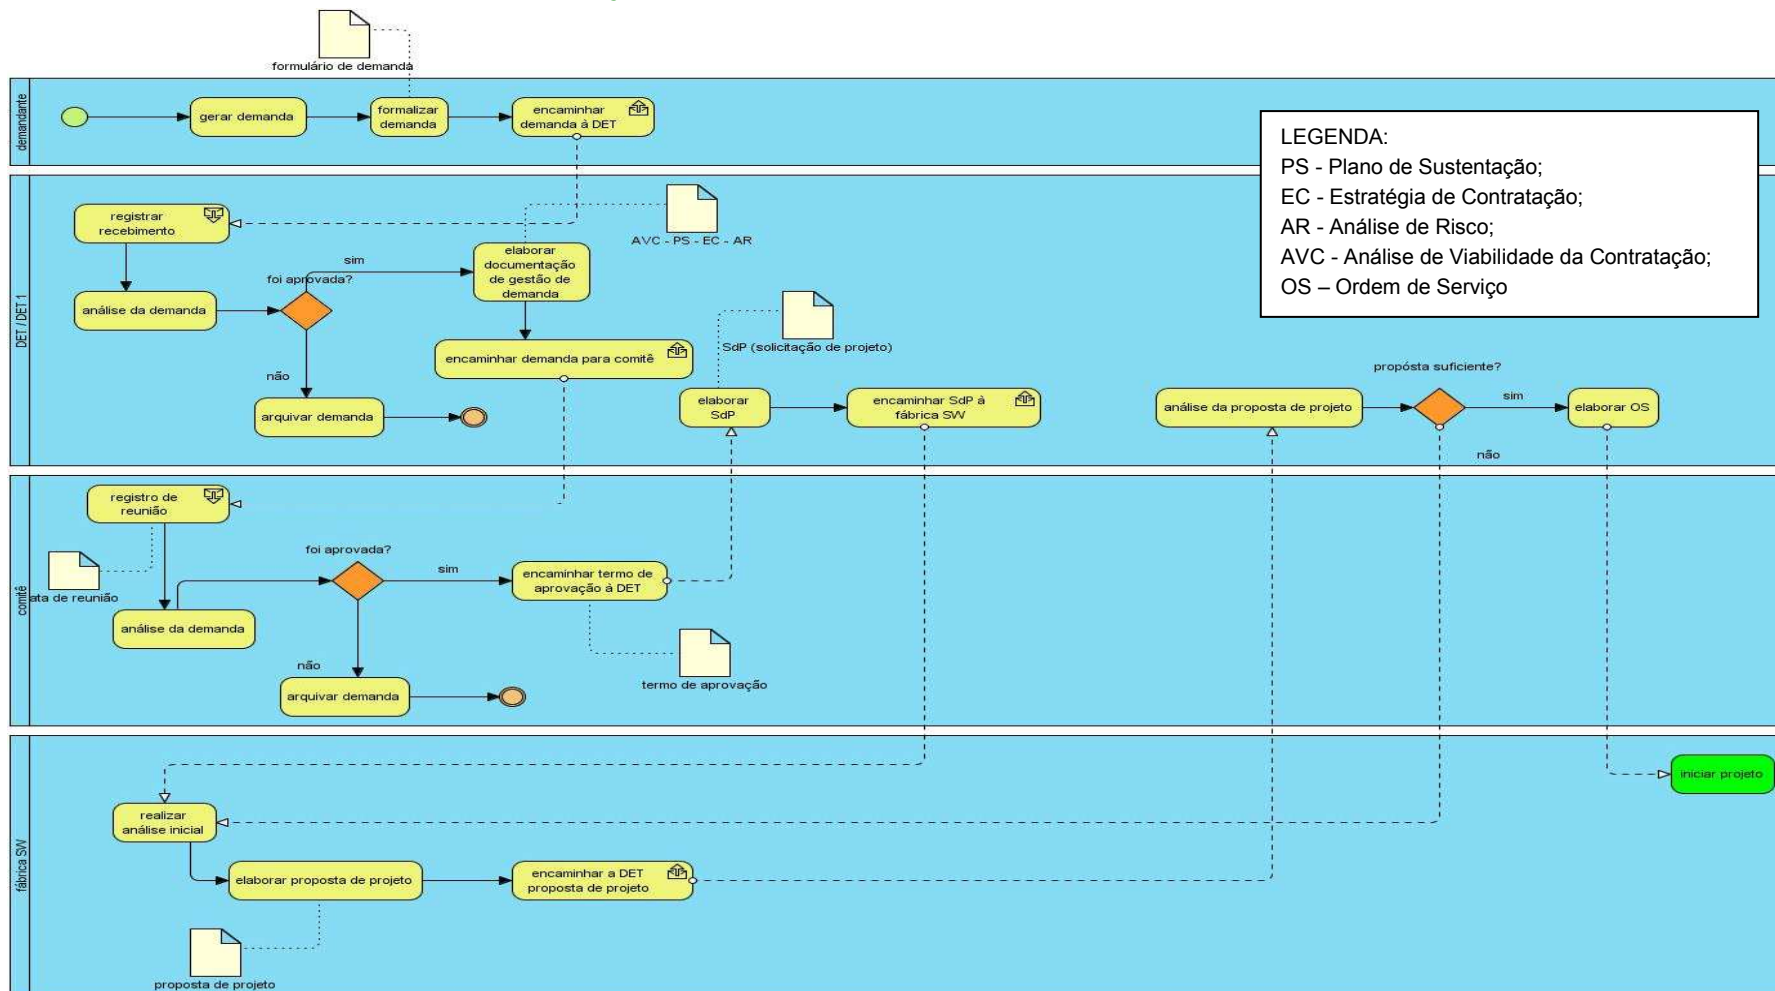 formulário de demanda
demandante
gerar demanda
formalizar
demanda
encaminhar
demanda à DET
LEGENDA:
PS - Plano de Sustentação;
EC - Estratégia de Contratação;
AR - Análise de Risco;
AVC - Análise de Viabilidade da Contratação;
OS – Ordem de Serviço
DET / DET 1
registrar
recebimento
análise da demanda
foi aprovada?
sim
não
arquivar demanda
elaborar
documentação
de gestão de
demanda
AVC - PS - EC - AR
encaminhar demanda para comitê
elaborar
SdP
SdP (solicitação de projeto)
encaminhar SdP à
fábrica SW
análise da proposta de projeto
propósta suficiente?
sim
não
elaborar OS
comitê
registro de
reunião
ata de reunião
análise da demanda
foi aprovada?
sim
não
arquivar demanda
encaminhar termo de
aprovação à DET
termo de aprovação
fábrica SW
realizar
análise inicial
elaborar proposta de projeto
proposta de projeto
encaminhar a DET
proposta de projeto
iniciar projeto